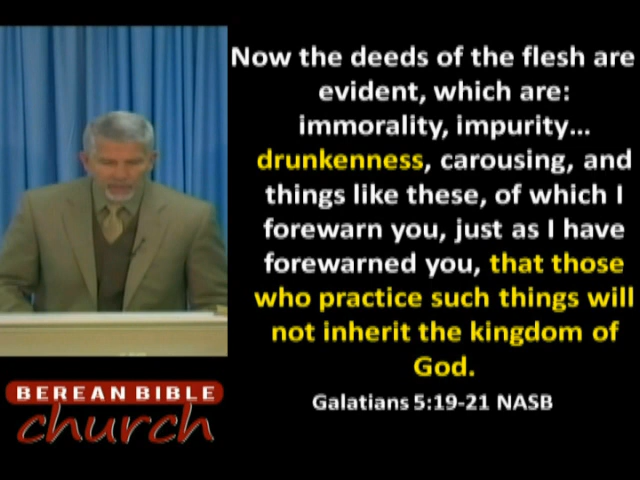 Now the deeds of the flesh are
evident, which are:
immorality, impurity...
drunkenness, carousing, and
things like these, of which I
forewarn you, just as I have
forewarned you, that those
who practice such things will
not inherit the kingdom of
God.
Galatians 5:19-21 NASB
BEREAN BIBLE
church